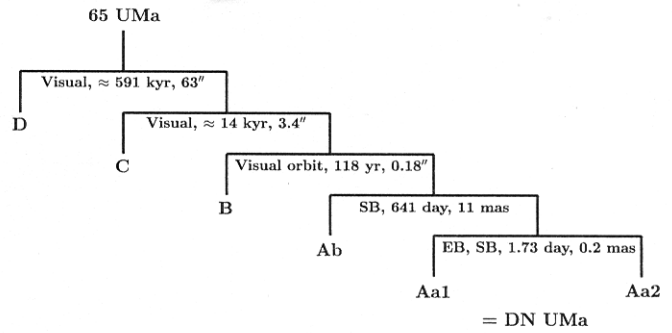 65 UMa
Visual, ≈ 591 kyr, 63″
D
Visual, ≈ 14 kyr, 3.4″
C
Visual orbit, 118 yr, 0.18″
B
SB, 641 day, 11 mas
Ab
EB, SB, 1.73 day, 0.2 mas
Aa1 Aa2
= DN UMa